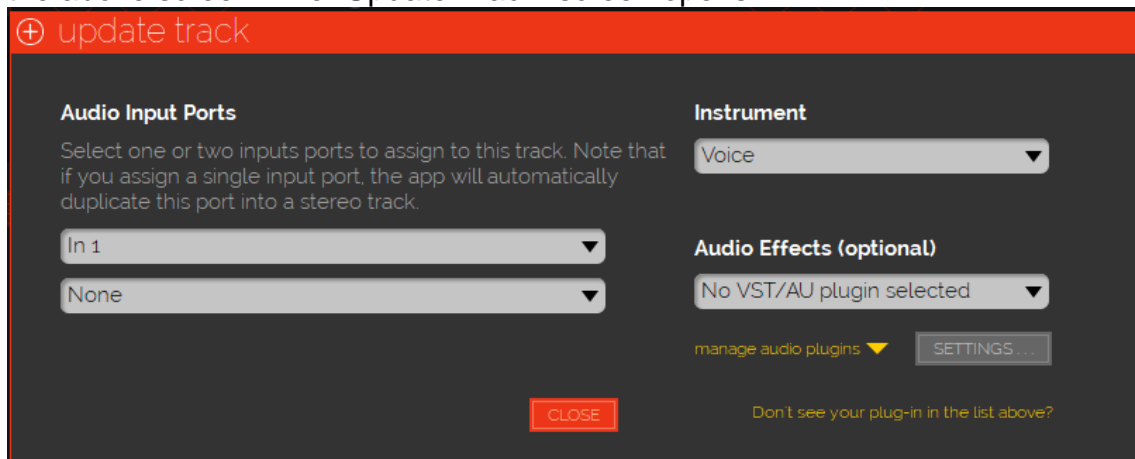 update track
Audio Input Ports
Select one or two inputs ports to assign to this track. Note that
if you assign a single input port, the app will automatically
duplicate this port into a stereo track.
In 1
None
CLOSE
Instrument
Voice
Audio Effects (optional)
No VST/AU plugin selected
manage audio plugins
SETTINGS . . .
Don't see your plug-in in the list above?